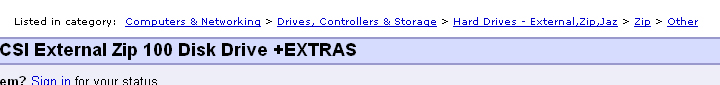 Listed in category: Computers & Networking > Drives, Controllers & Storage > Hard Drives - External,Zip,Jaz > Zip > Other
CSI External Zip 100 Disk Drive +EXTRAS
em? Sign in for your status